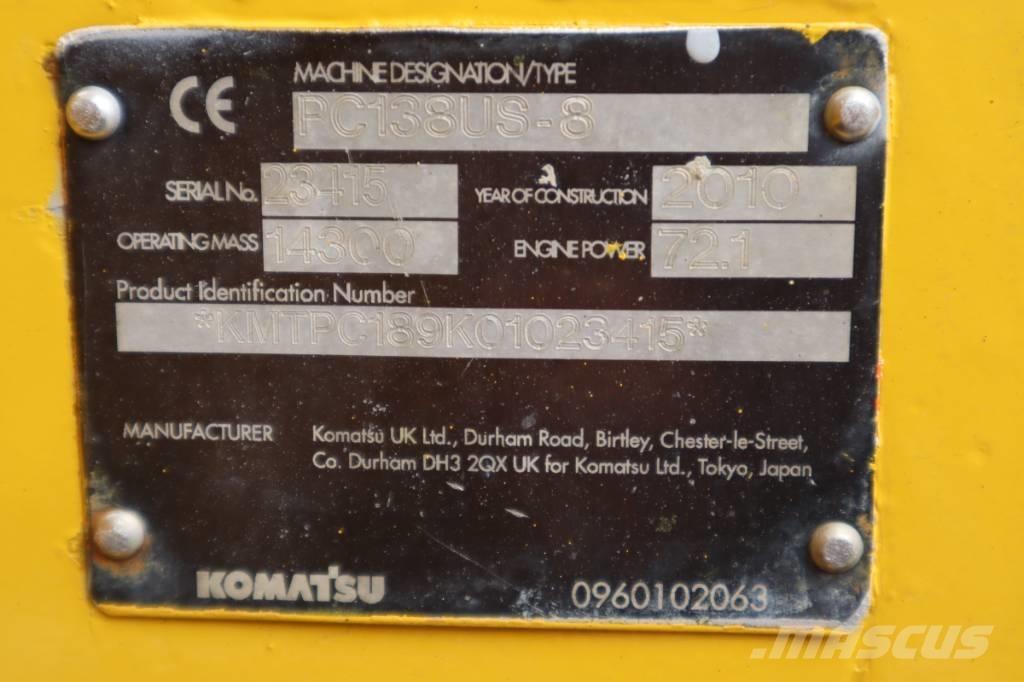 CE
MACHINE DESIGNATION/TYPE
PC138US-8
SERIAL No. 23415 YEAR OF CONSTRUCTION 2010
OPERATING MASS 14300 ENGINE POWER 72.1
Product Identification Number
*KMTPC189K01023415*
MANUFACTURER Komatsu UK Ltd., Durham Road, Birtley, Chester-le-Street,
Co. Durham DH3 2QX UK for Komatsu Ltd., Tokyo, Japan
KOMATSU 0960102063
MASCUS